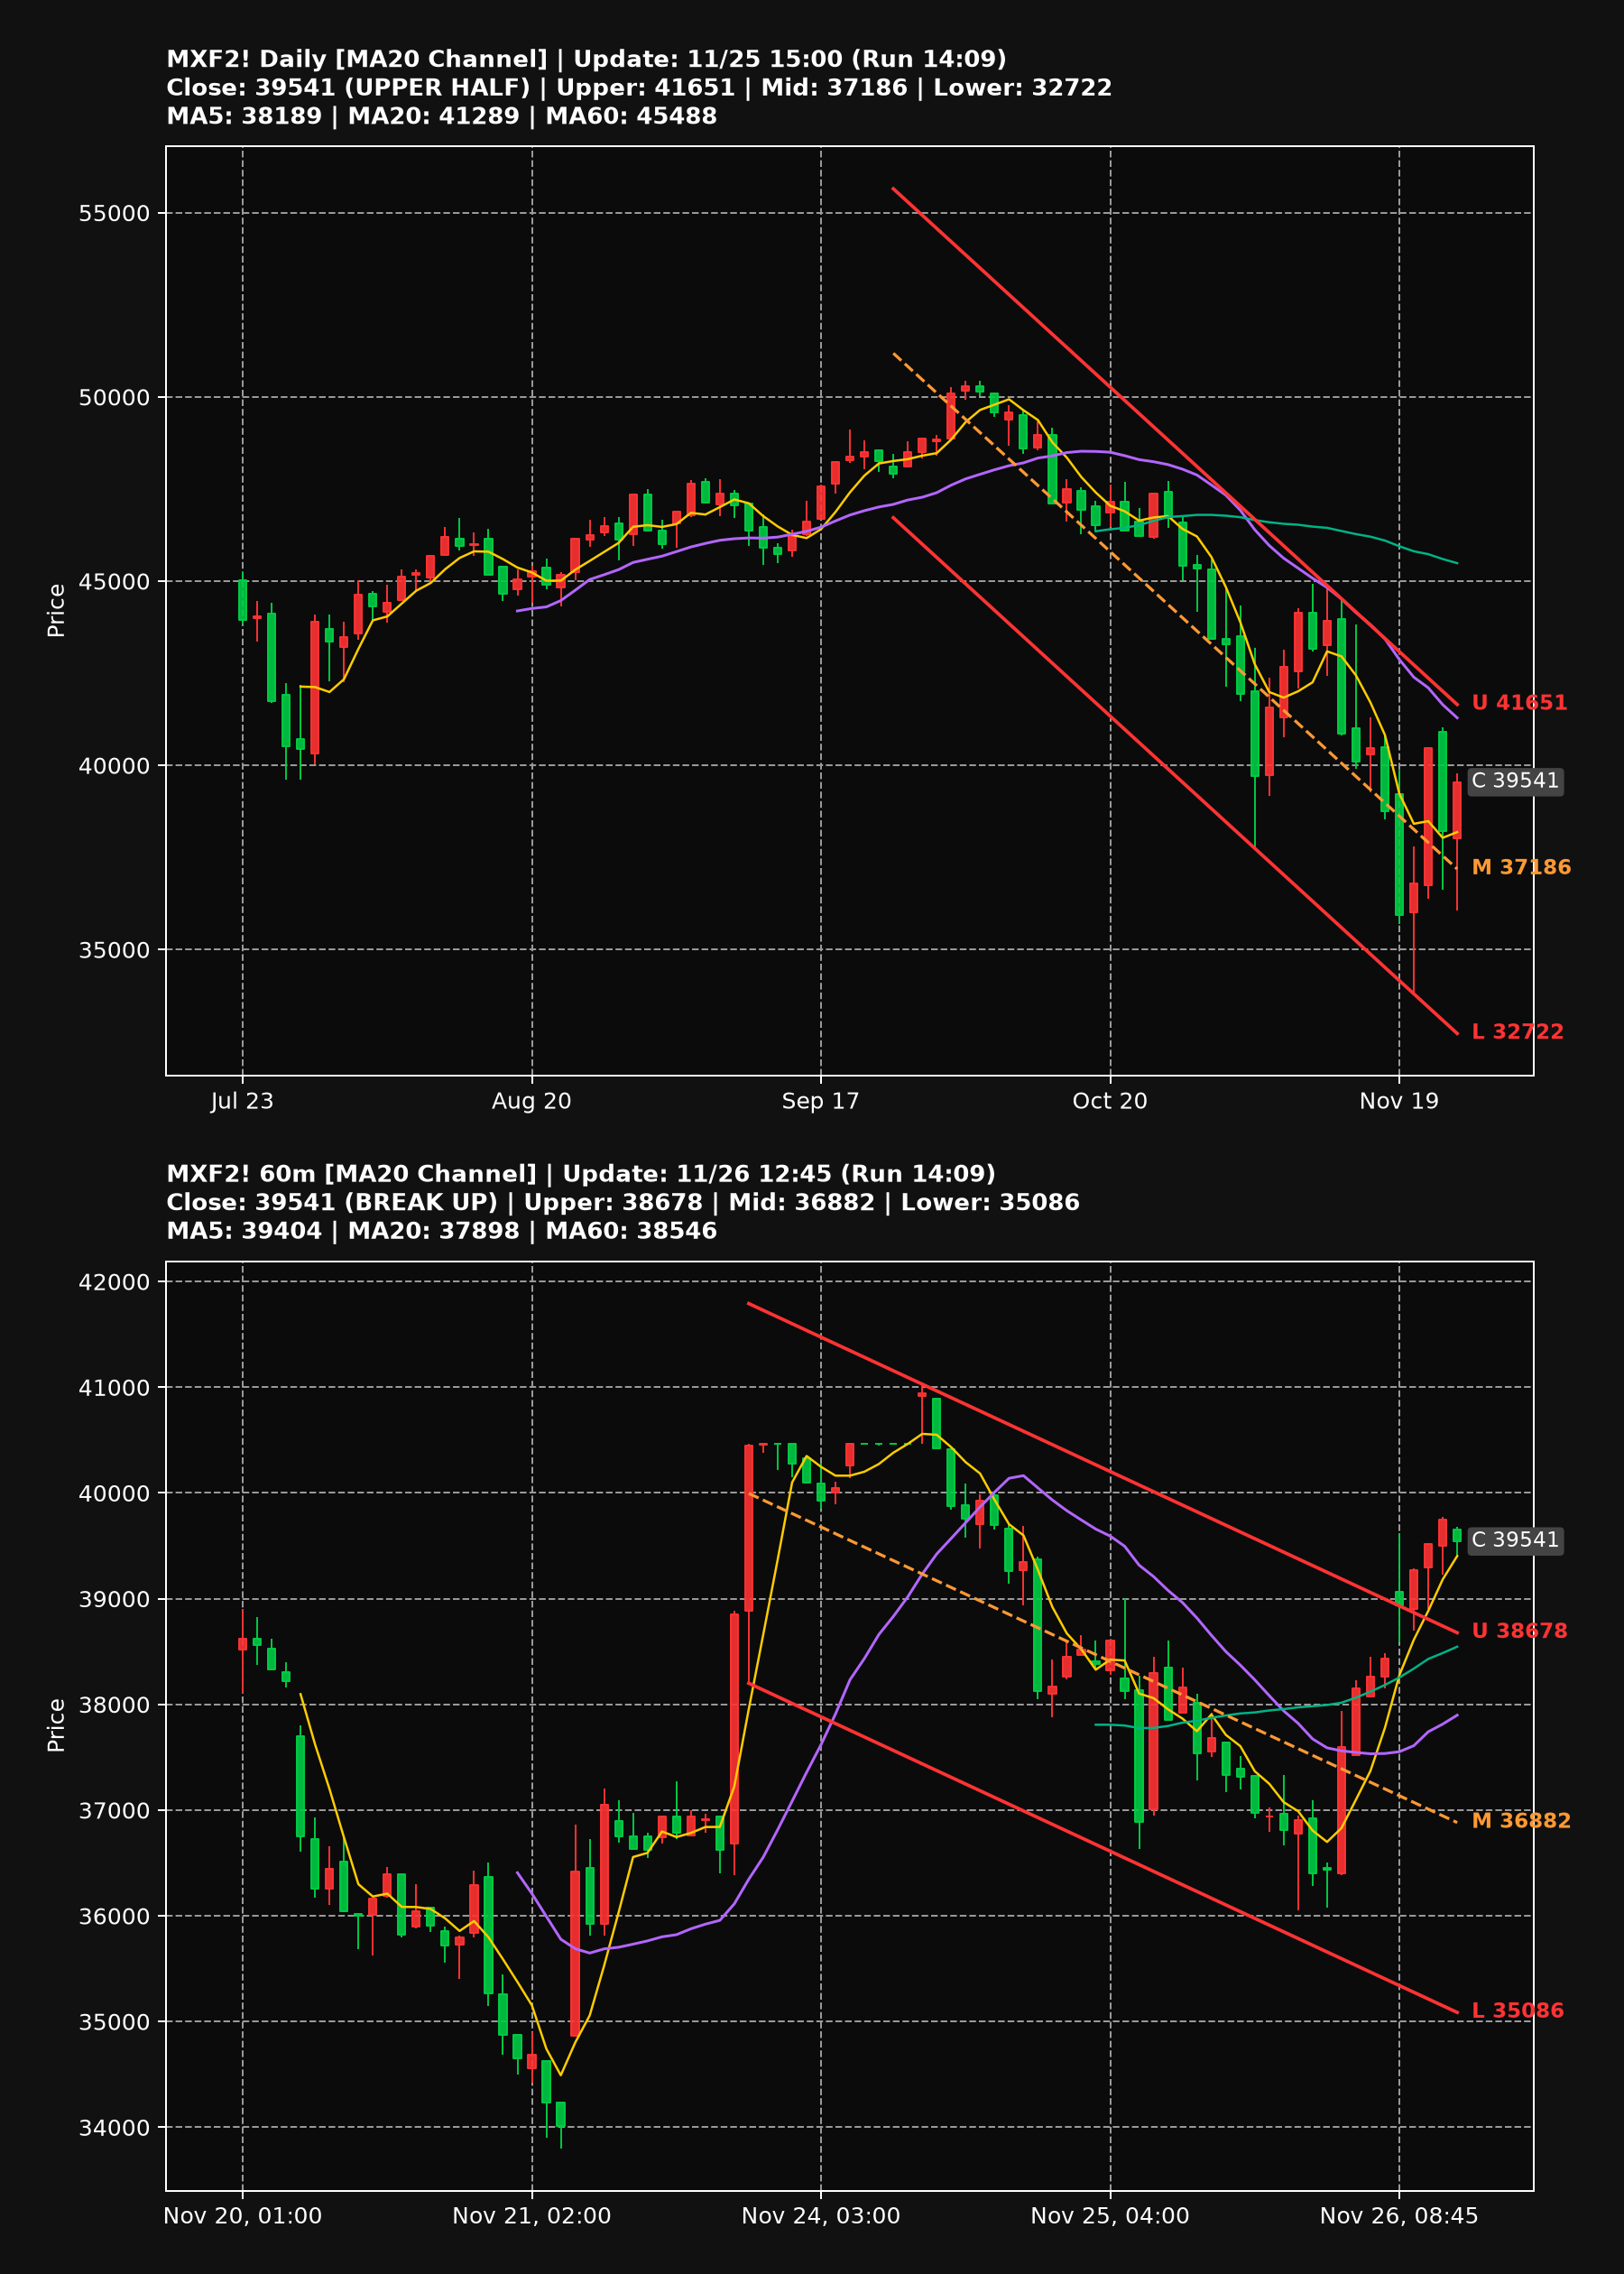 MXF2! Daily [MA20 Channel] | Update: 11/25 15:00 (Run 14:09)
Close: 39541 (UPPER HALF) | Upper: 41651 | Mid: 37186 | Lower: 32722
MA5: 38189 | MA20: 41289 | MA60: 45488
55000
50000
45000
Price
U 41651
40000
C 39541
M 37186
35000
L 32722
Jul 23
Aug 20
Sep 17
Oct 20
Nov 19
MXF2! 60m [MA20 Channel] | Update: 11/26 12:45 (Run 14:09)
Close: 39541 (BREAK UP) | Upper: 38678 | Mid: 36882 | Lower: 35086
MA5: 39404 | MA20: 37898 | MA60: 38546
42000
41000
40000
C 39541
39000
U 38678
38000
Price
37000
M 36882
36000
L 35086
35000
34000
Nov 20, 01:00
Nov 21, 02:00
Nov 24, 03:00
Nov 25, 04:00
Nov 26, 08:45